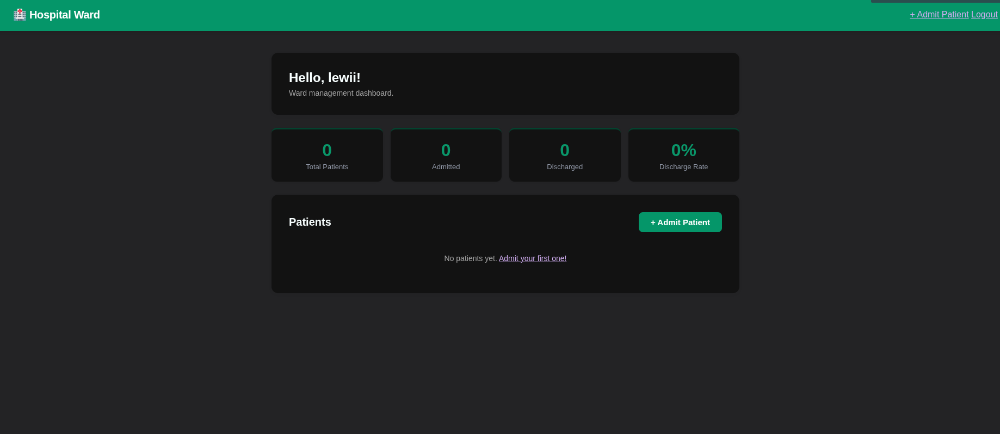 🏥 Hospital Ward
+ Admit Patient Logout
Hello, lewii!
Ward management dashboard.
0
Total Patients
0
Admitted
0
Discharged
0%
Discharge Rate
Patients
+ Admit Patient
No patients yet. Admit your first one!